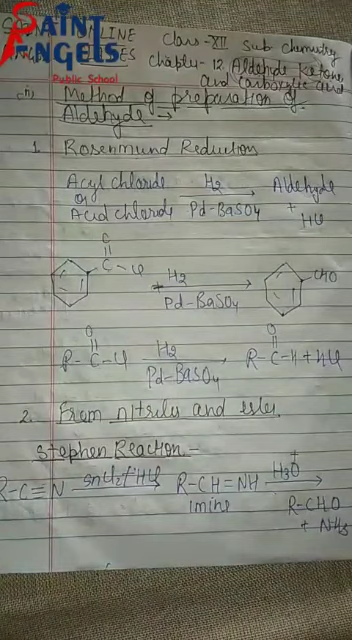 SAINT ANGELS
Public School
ONLINE
Class-XII sub chemistry
Chapter-12 Aldehyde Ketone
and carboxylic acid
Method of preparation of
Aldehyde →
1. Rosenmund Reduction
Acyl chloride or Acid chloride H2 Pd-BaSO4 → Aldehyde + HCl
C - Cl H2 Pd-BaSO4 → CHO
R-C-Cl H2 Pd-BaSO4 → R-C-H + HCl
2. From nitriles and ester.
Stephen Reaction -
R-C≡N SnCl2 + HCl → R-CH=NH H3O+ →
imine R-CHO
+ NH3